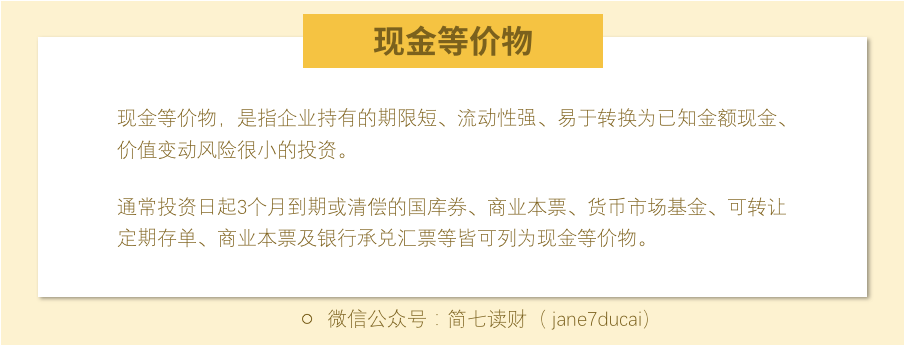 现金等价物
现金等价物，是指企业持有的期限短、流动性强、易于转换为已知金额现金、
价值变动风险很小的投资。
通常投资日起3个月到期或清偿的国库券、商业本票、货币市场基金、可转让
定期存单、商业本票及银行承兑汇票等皆可列为现金等价物。
微信公众号：简七读财（jane7ducai）